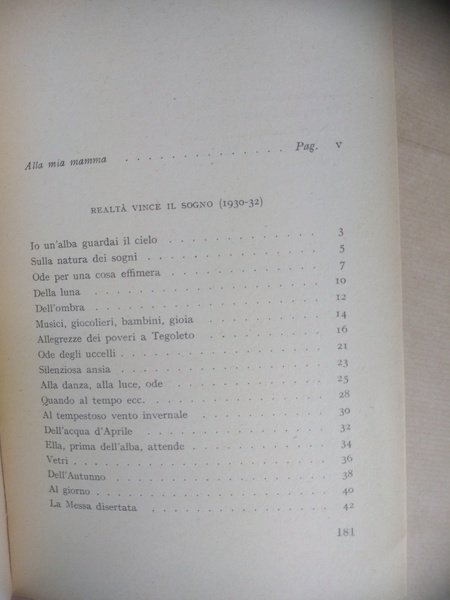 Alla mia mamma . . . . . . . . . . . . . Pag. V
REALTÀ VINCE IL SOGNO (1930-32)
Io un'alba guardai il cielo . . . . . . . . . . . . 3
Sulla natura dei sogni . . . . . . . . . . . . . . 5
Ode per una cosa effimera . . . . . . . . . . . . 7
Della luna . . . . . . . . . . . . . . . . . . 10
Dell'ombra . . . . . . . . . . . . . . . . . . 12
Musici, giocolieri, bambini, gioia . . . . . . . . . . 14
Allegrezze dei poveri a Tegoleto . . . . . . . . . . 16
Ode degli uccelli . . . . . . . . . . . . . . . . 21
Silenziosa ansia . . . . . . . . . . . . . . . . 23
Alla danza, alla luce, ode . . . . . . . . . . . . 25
Quando al tempo ecc. . . . . . . . . . . . . . . 28
Al tempestoso vento invernale . . . . . . . . . . . 30
Dell'acqua d'Aprile . . . . . . . . . . . . . . . 32
Ella, prima dell'alba, attende . . . . . . . . . . . 34
Vetri . . . . . . . . . . . . . . . . . . . . 36
Dell'Autunno . . . . . . . . . . . . . . . . . 38
Al giorno . . . . . . . . . . . . . . . . . . 40
La Messa disertata . . . . . . . . . . . . . . . 42
181